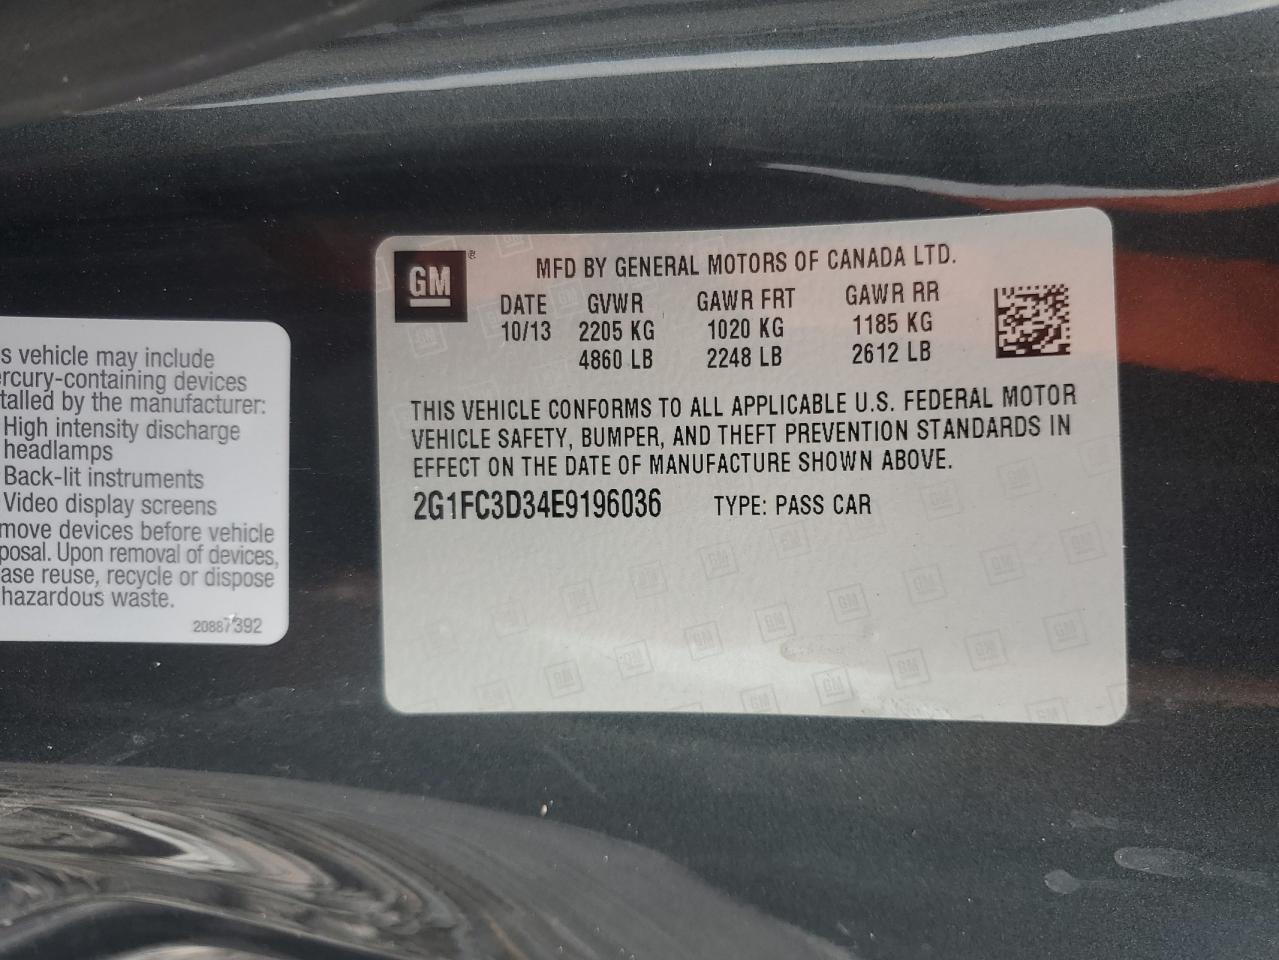 s vehicle may include
rcury-containing devices
talled by the manufacturer:
High intensity discharge
headlamps
Back-lit instruments
Video display screens
move devices before vehicle
posal. Upon removal of devices,
ase reuse, recycle or dispose
hazardous waste.
20887392
GM ®
MFD BY GENERAL MOTORS OF CANADA LTD.
DATE GVWR GAWR FRT GAWR RR
10/13 2205 KG 1020 KG 1185 KG
4860 LB 2248 LB 2612 LB
THIS VEHICLE CONFORMS TO ALL APPLICABLE U.S. FEDERAL MOTOR
VEHICLE SAFETY, BUMPER, AND THEFT PREVENTION STANDARDS IN
EFFECT ON THE DATE OF MANUFACTURE SHOWN ABOVE.
2G1FC3D34E9196036 TYPE: PASS CAR